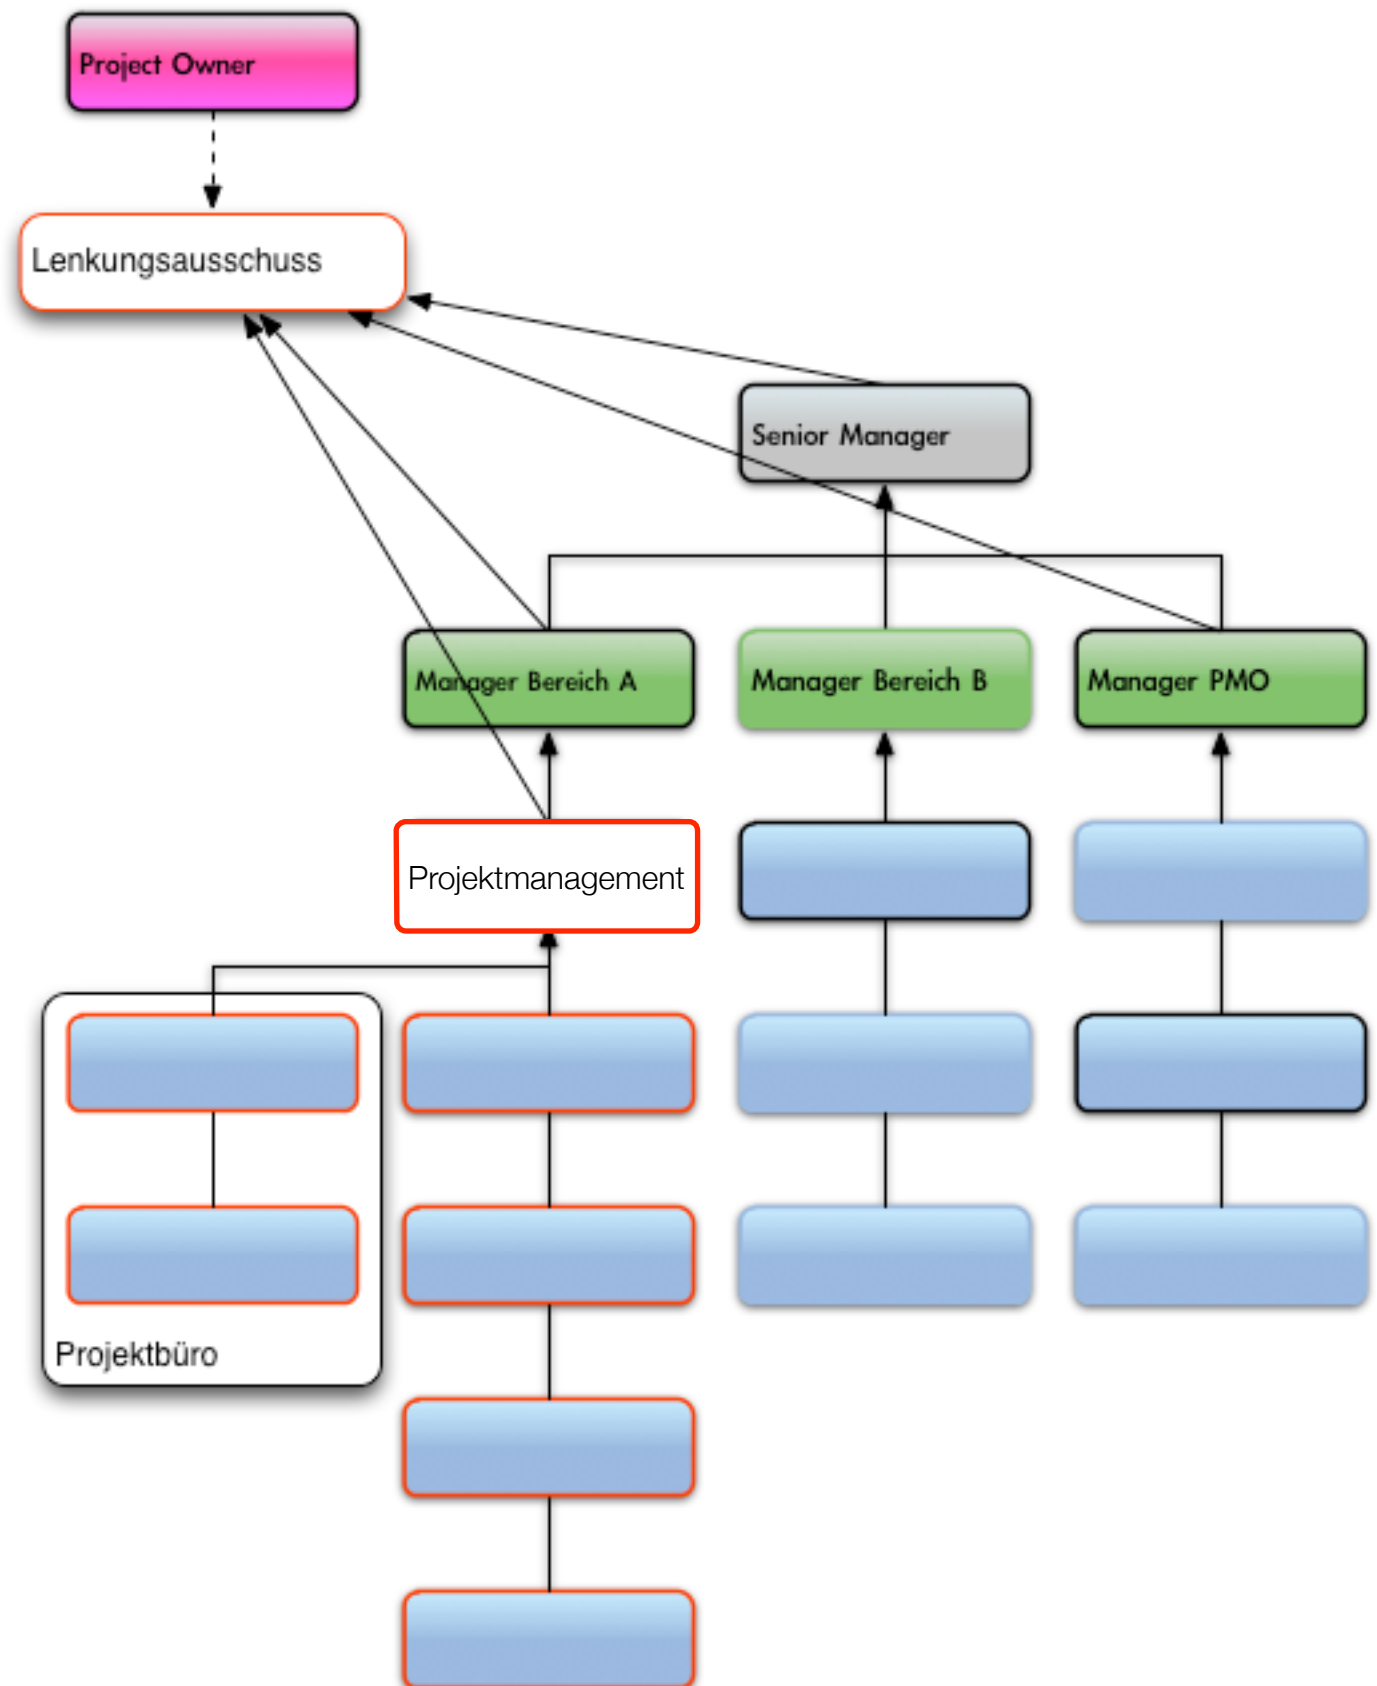 Project Owner
Lenkungsausschuss
Senior Manager
Manager Bereich A
Manager Bereich B
Manager PMO
Projektmanagement
Projektbüro